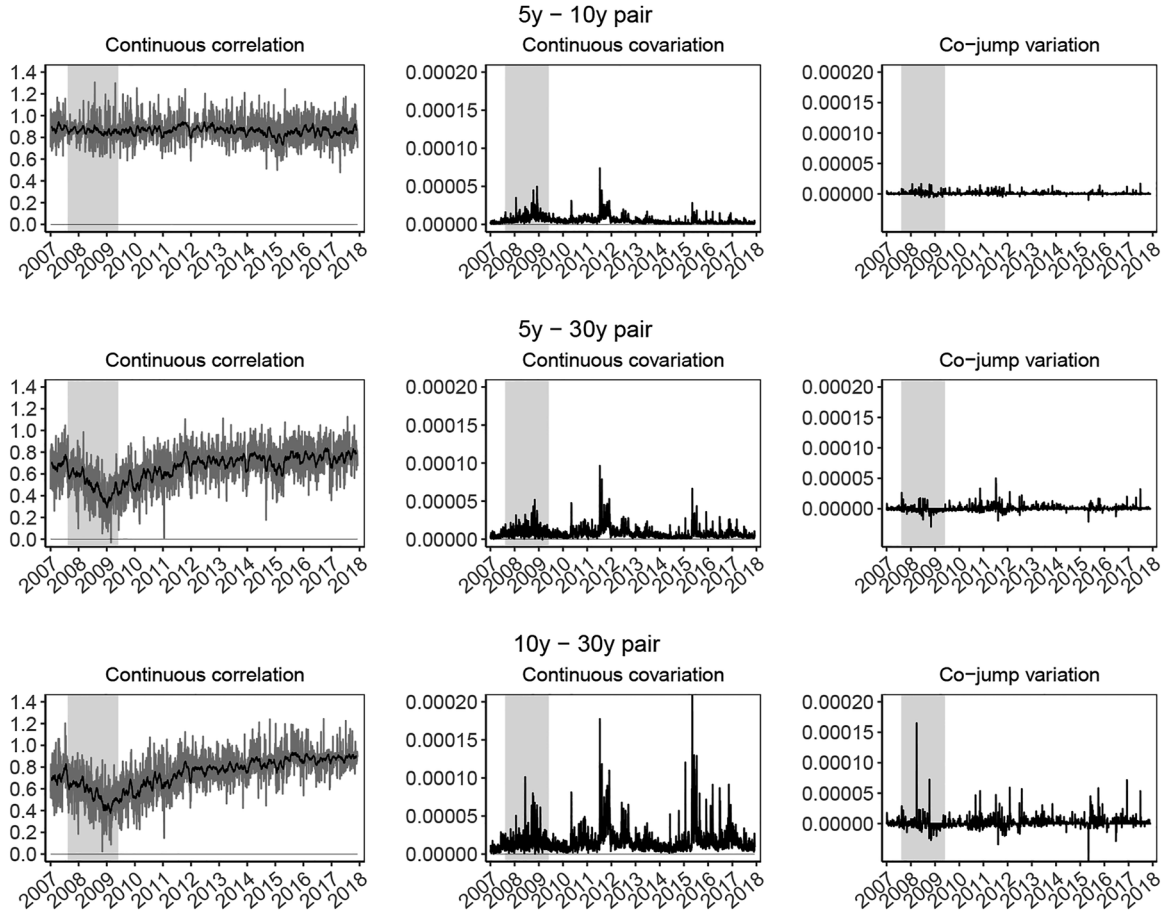 5y − 10y pair
Continuous correlation Continuous covariation Co−jump variation
1.4 1.2 1.0 0.8 0.6 0.4 0.2 0.0
0.00020 0.00015 0.00010 0.00005 0.00000
0.00020 0.00015 0.00010 0.00005 0.00000
2007 2008 2009 2010 2011 2012 2013 2014 2015 2016 2017 2018
2007 2008 2009 2010 2011 2012 2013 2014 2015 2016 2017 2018
2007 2008 2009 2010 2011 2012 2013 2014 2015 2016 2017 2018
5y − 30y pair
Continuous correlation Continuous covariation Co−jump variation
1.4 1.2 1.0 0.8 0.6 0.4 0.2 0.0
0.00020 0.00015 0.00010 0.00005 0.00000
0.00020 0.00015 0.00010 0.00005 0.00000
2007 2008 2009 2010 2011 2012 2013 2014 2015 2016 2017 2018
2007 2008 2009 2010 2011 2012 2013 2014 2015 2016 2017 2018
2007 2008 2009 2010 2011 2012 2013 2014 2015 2016 2017 2018
10y − 30y pair
Continuous correlation Continuous covariation Co−jump variation
1.4 1.2 1.0 0.8 0.6 0.4 0.2 0.0
0.00020 0.00015 0.00010 0.00005 0.00000
0.00020 0.00015 0.00010 0.00005 0.00000
2007 2008 2009 2010 2011 2012 2013 2014 2015 2016 2017 2018
2007 2008 2009 2010 2011 2012 2013 2014 2015 2016 2017 2018
2007 2008 2009 2010 2011 2012 2013 2014 2015 2016 2017 2018